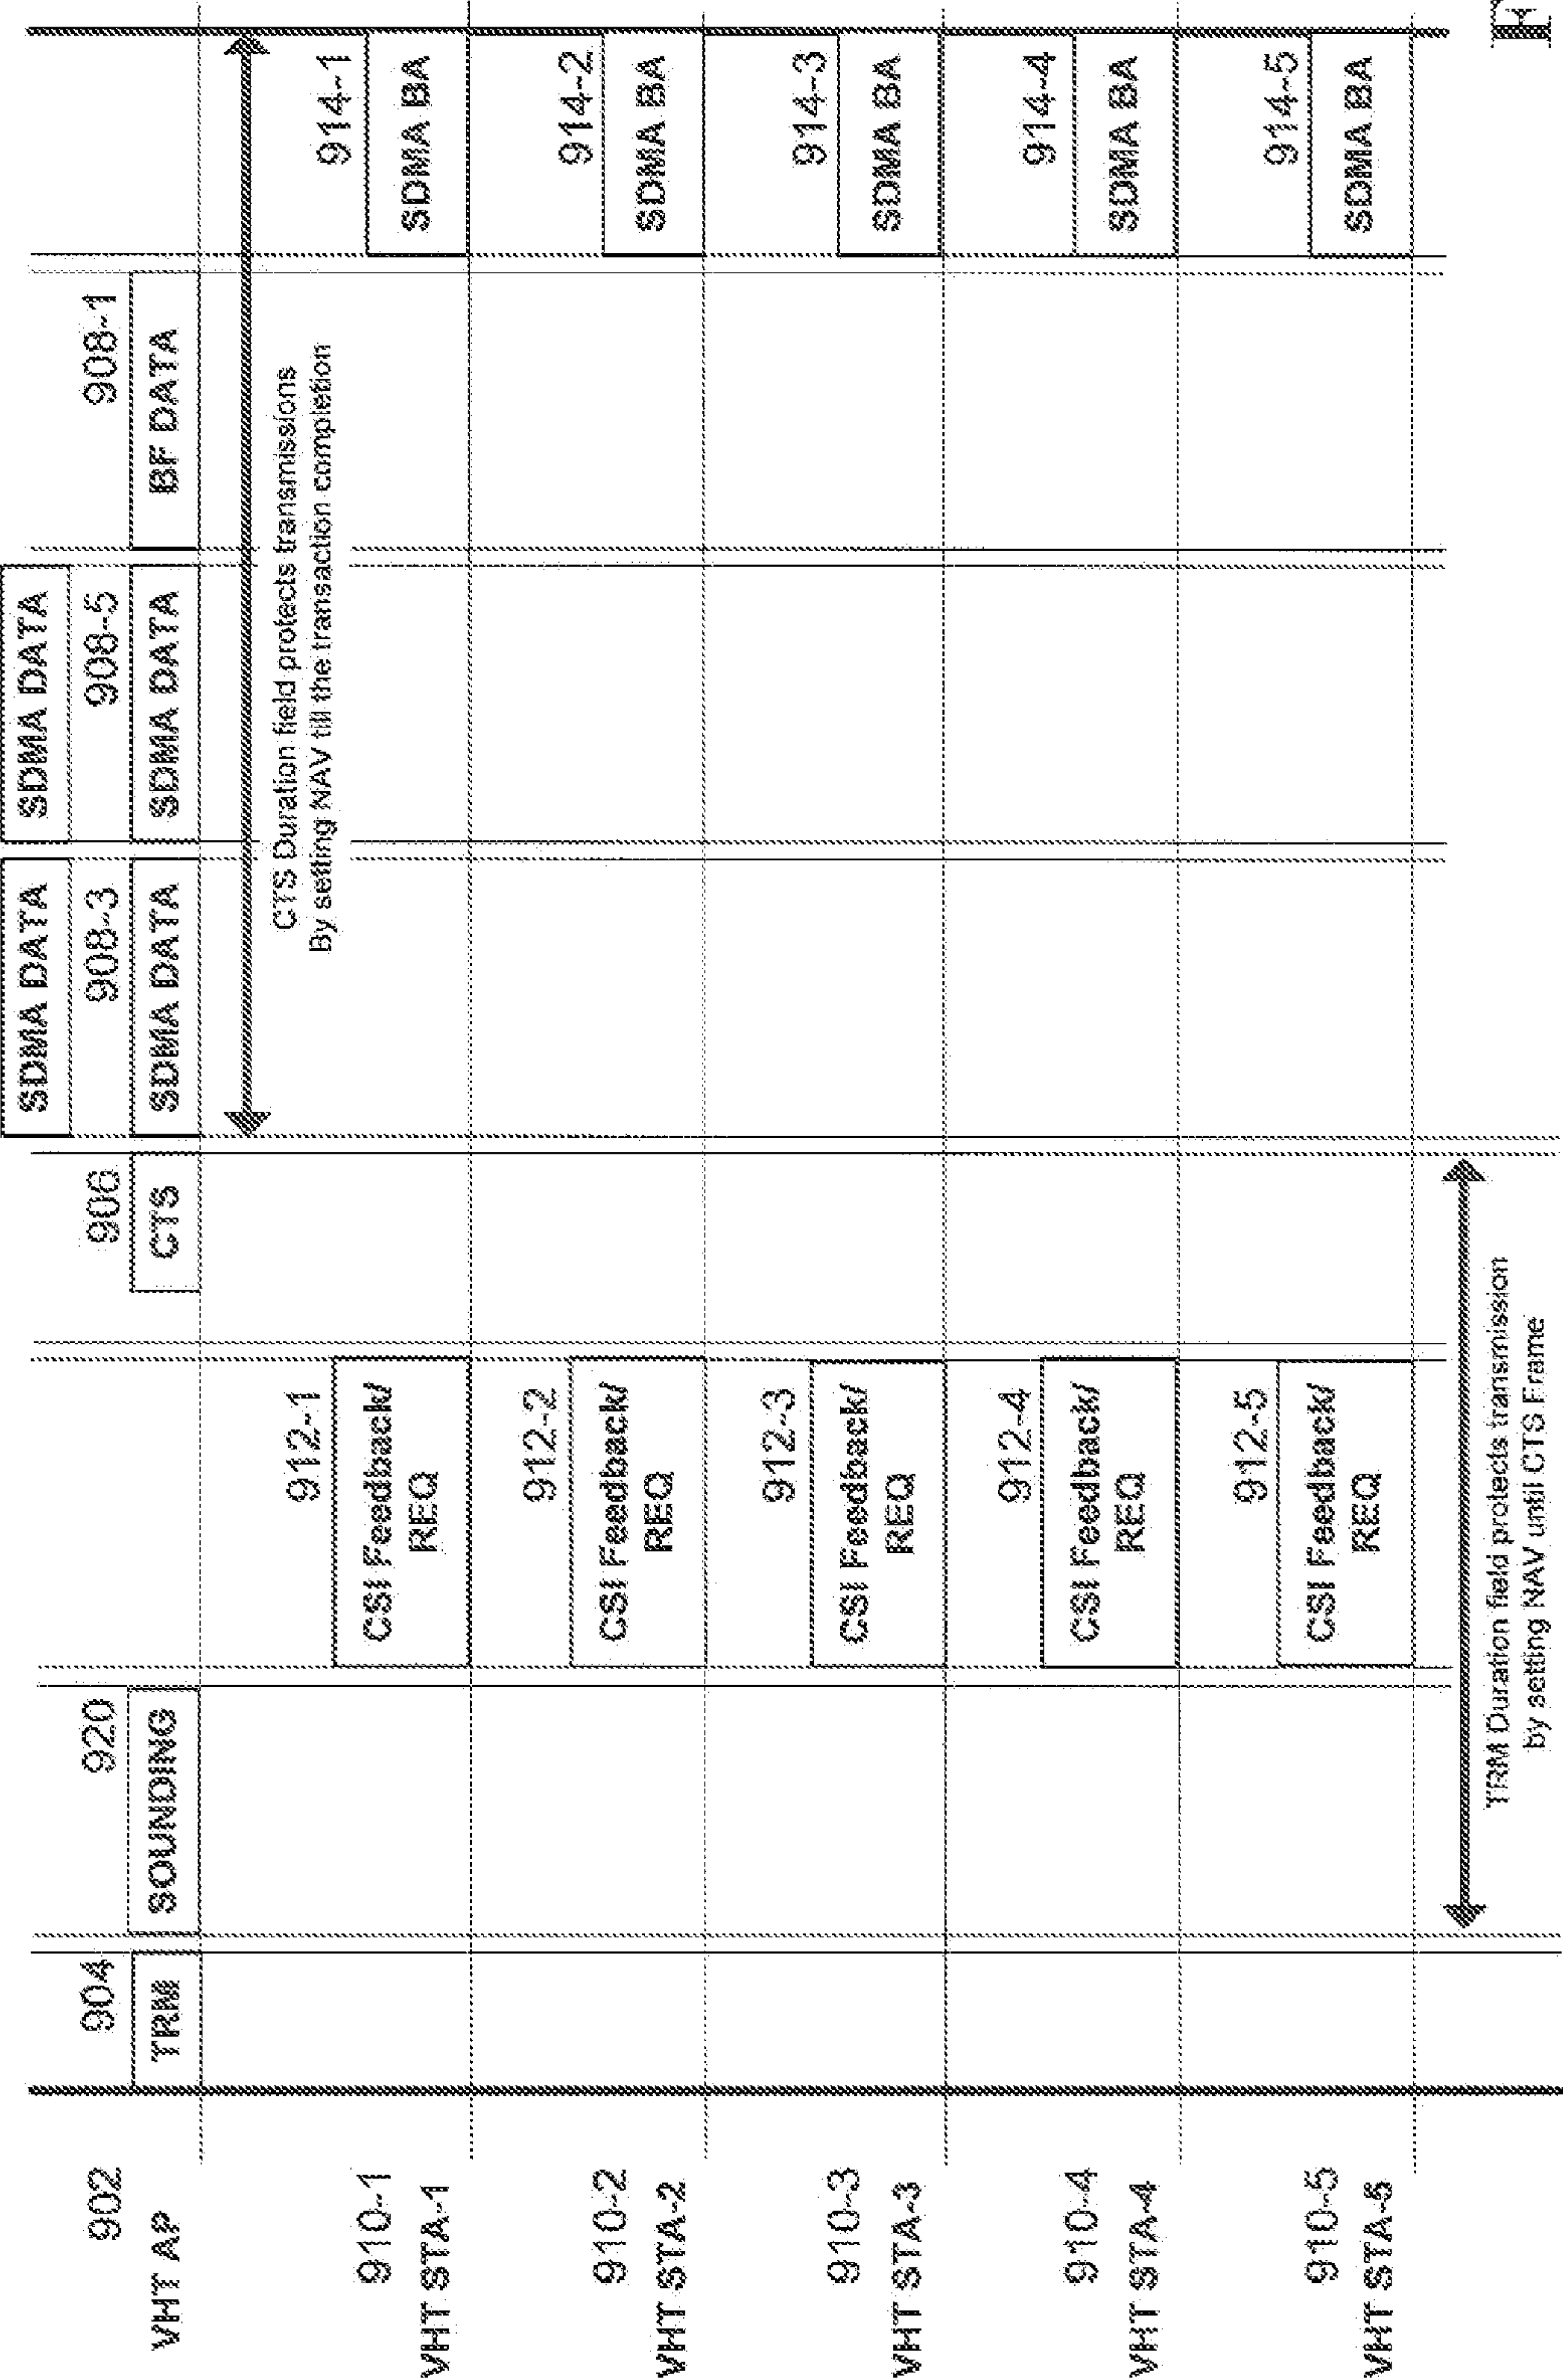 SDMA DATA
SDMA DATA
902
904
920
906
908-3
908-5
908-1
VHT AP
TRM
SOUNDING
CTS
SDMA DATA
SDMA DATA
BF DATA
CTS Duration field protects transmissions
By setting NAV till the transaction completion
910-1
VHT STA-1
912-1
CSI Feedback/
REQ
914-1
SDMA BA
910-2
VHT STA-2
912-2
CSI Feedback/
REQ
914-2
SDMA BA
910-3
VHT STA-3
912-3
CSI Feedback/
REQ
914-3
SDMA BA
910-4
VHT STA-4
912-4
CSI Feedback/
REQ
914-4
SDMA BA
910-5
VHT STA-5
912-5
CSI Feedback/
REQ
914-5
SDMA BA
TRM Duration field protects transmission
by setting NAV until CTS Frame